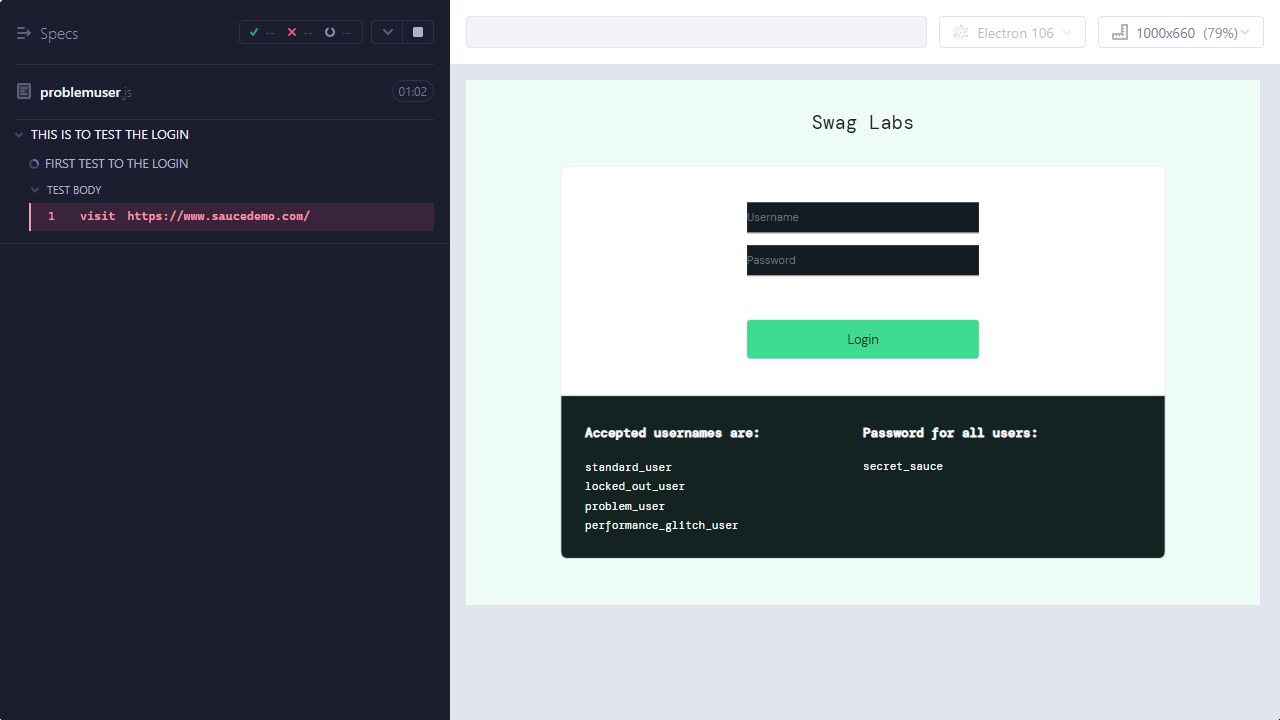 Specs
-- -- --
problemuser.js
01:02
THIS IS TO TEST THE LOGIN
FIRST TEST TO THE LOGIN
TEST BODY
1 visit https://www.saucedemo.com/
Electron 106
1000x660 (79%)
Swag Labs
Username
Password
Login
Accepted usernames are:
standard_user
locked_out_user
problem_user
performance_glitch_user
Password for all users:
secret_sauce